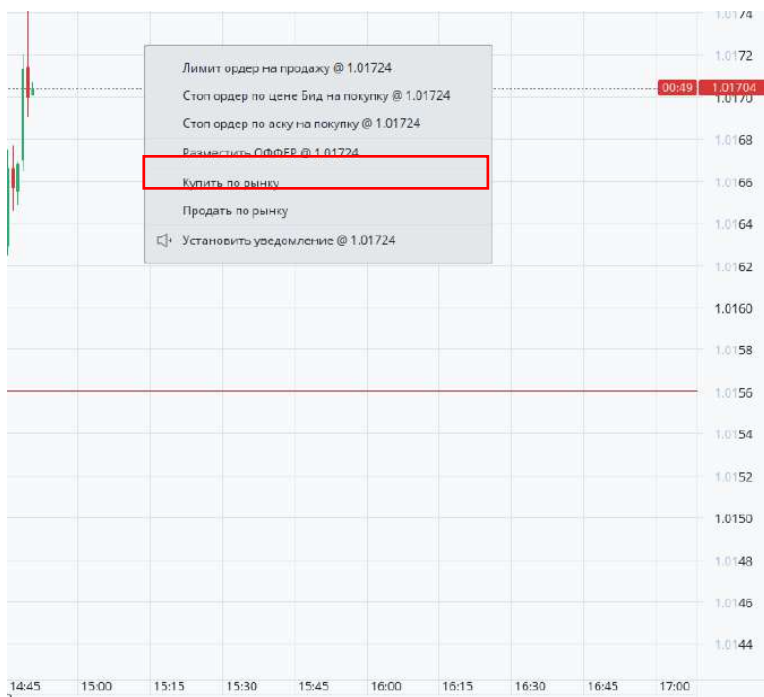 1.0174
1.0172
Лимит ордер на продажу @ 1.01724
00:49 1.01704
Стоп ордер по цене Бид на покупку @ 1.01724
1.0170
Стоп ордер по аску на покупку @ 1.01724
1.0168
Разместить ОФФЕР @ 1.01724
Купить по рынку
1.0166
Продать по рынку
1.0164
Установить уведомление @ 1.01724
1.0162
1.0160
1.0158
1.0156
1.0154
1.0152
1.0150
1.0148
1.0146
1.0144
14:45 15:00 15:15 15:30 15:45 16:00 16:15 16:30 16:45 17:00